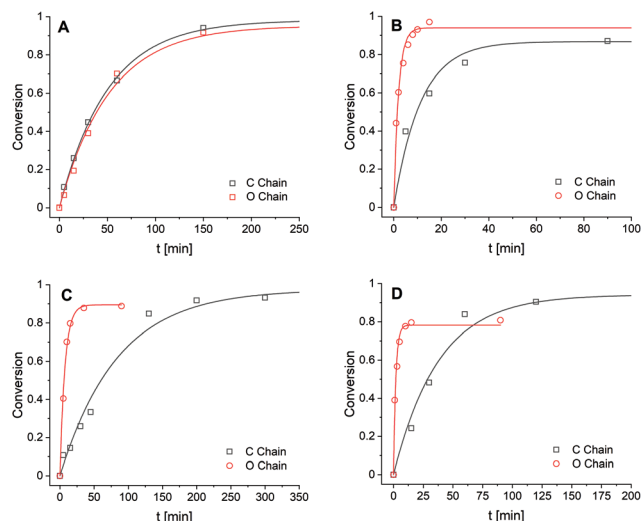 A
Conversion
1
0.8
0.6
0.4
0.2
0
C Chain
O Chain
0 50 100 150 200 250
t [min]
B
Conversion
1
0.8
0.6
0.4
0.2
0
C Chain
O Chain
0 20 40 60 80 100
t [min]
C
Conversion
1
0.8
0.6
0.4
0.2
0
C Chain
O Chain
0 50 100 150 200 250 300 350
t [min]
D
Conversion
1
0.8
0.6
0.4
0.2
0
C Chain
O Chain
0 25 50 75 100 125 150 175 200
t [min]